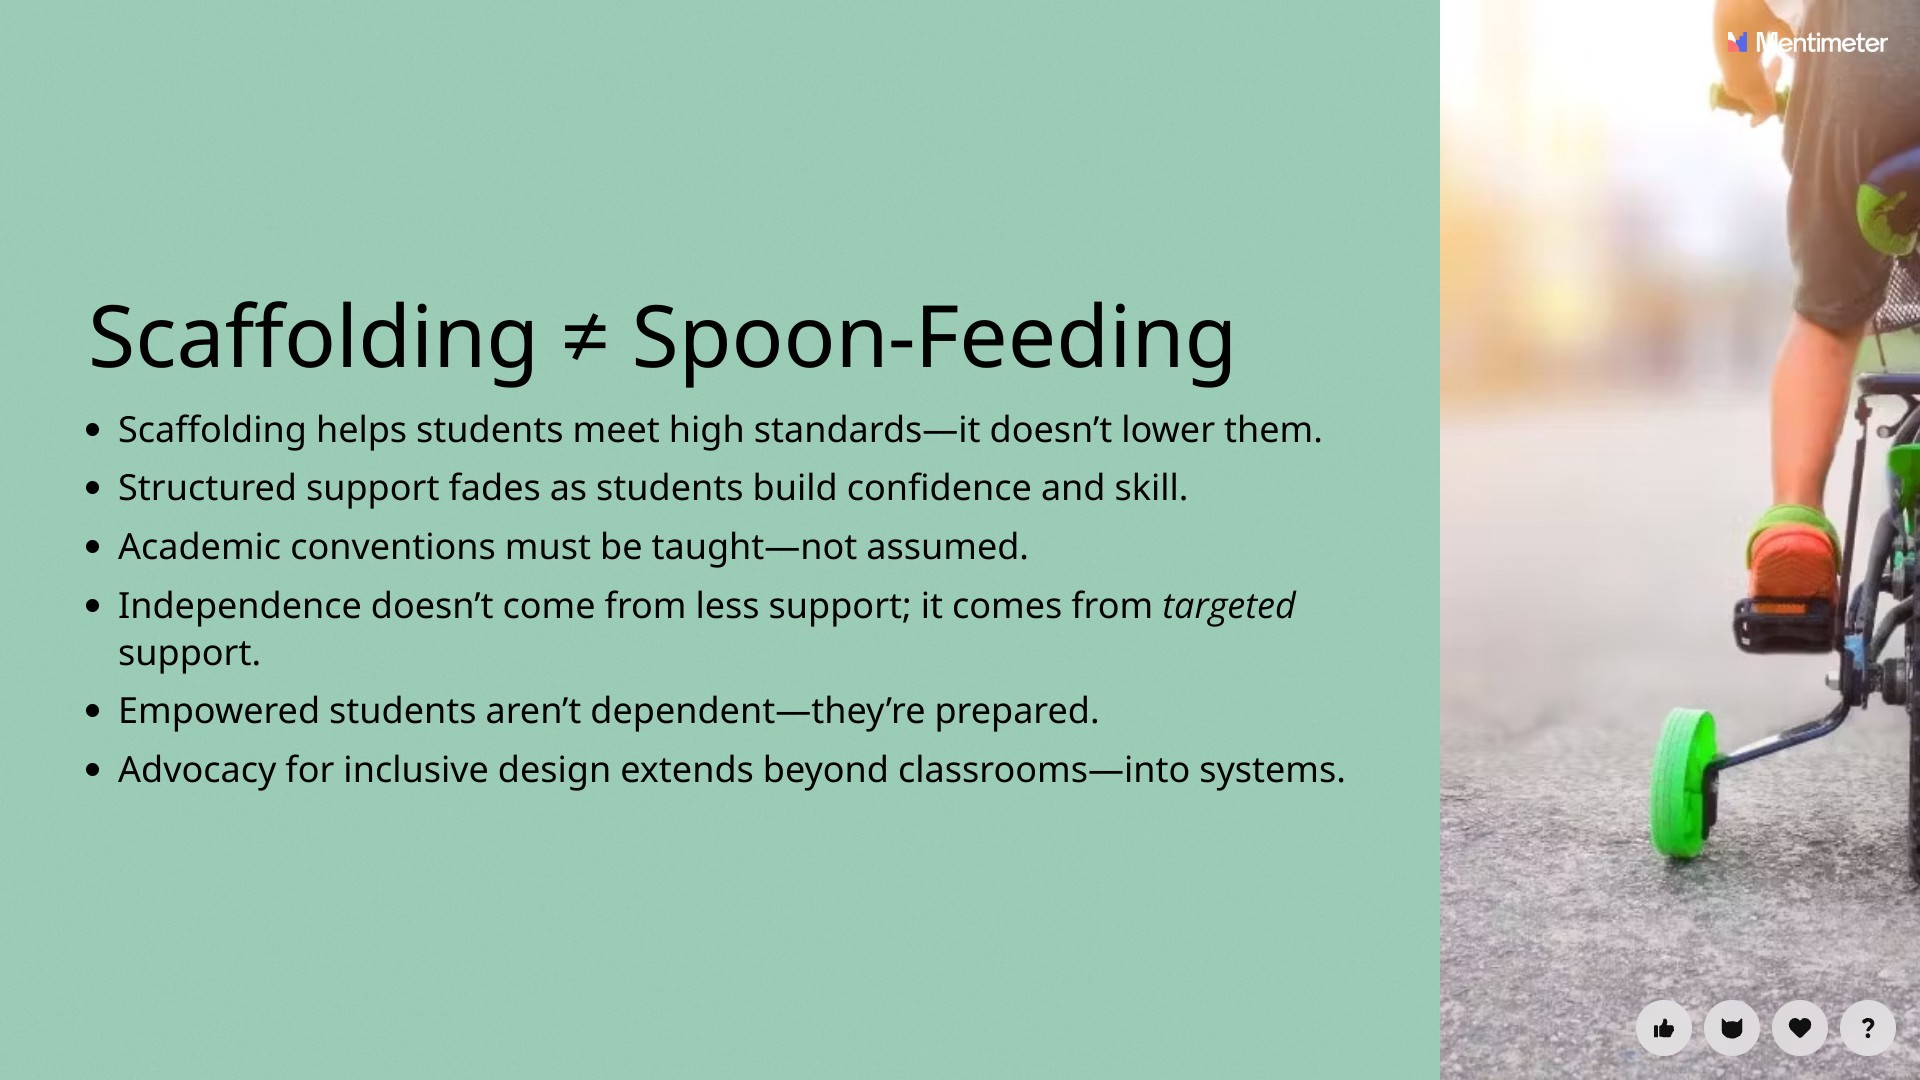 Mentimeter
Scaffolding ≠ Spoon-Feeding
• Scaffolding helps students meet high standards—it doesn’t lower them.
• Structured support fades as students build confidence and skill.
• Academic conventions must be taught—not assumed.
• Independence doesn’t come from less support; it comes from targeted
support.
• Empowered students aren’t dependent—they’re prepared.
• Advocacy for inclusive design extends beyond classrooms—into systems.
?